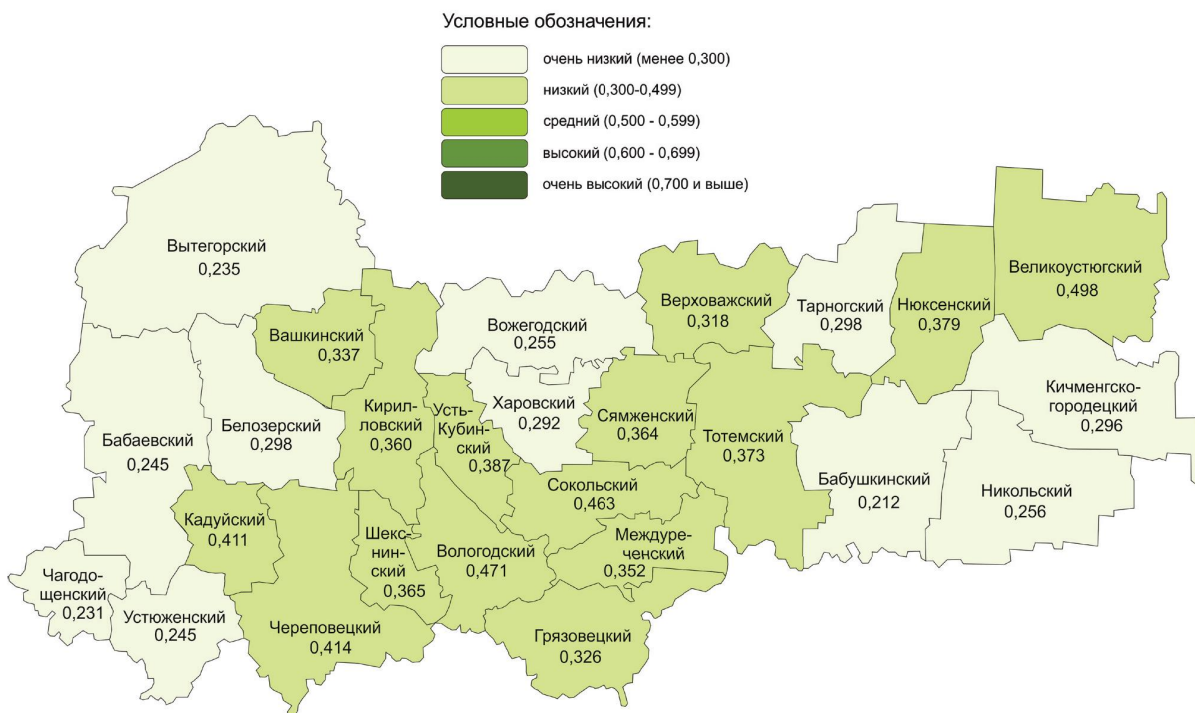 Условные обозначения:
очень низкий (менее 0,300)
низкий (0,300-0,499)
средний (0,500 - 0,599)
высокий (0,600 - 0,699)
очень высокий (0,700 и выше)
Вытегорский
0,235
Вашкинский
0,337
Вожегодский
0,255
Верховажский
0,318
Тарногский
0,298
Нюксенский
0,379
Великоустюгский
0,498
Бабаевский
0,245
Белозерский
0,298
Кирил-
ловский
0,360
Усть-
Кубин-
ский
0,387
Харовский
0,292
Сямженский
0,364
Тотемский
0,373
Кичменгско-
городецкий
0,296
Бабушкинский
0,212
Никольский
0,256
Кадуйский
0,411
Шекс-
нин-
ский
0,365
Вологодский
0,471
Сокольский
0,463
Междуре-
ченский
0,352
Чагодо-
щенский
0,231
Устюженский
0,245
Череповецкий
0,414
Грязовецкий
0,326